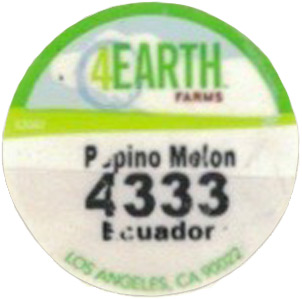 4EARTH
FARMS
Pepino Melon
4333
Ecuador
LOS ANGELES, CA 90022